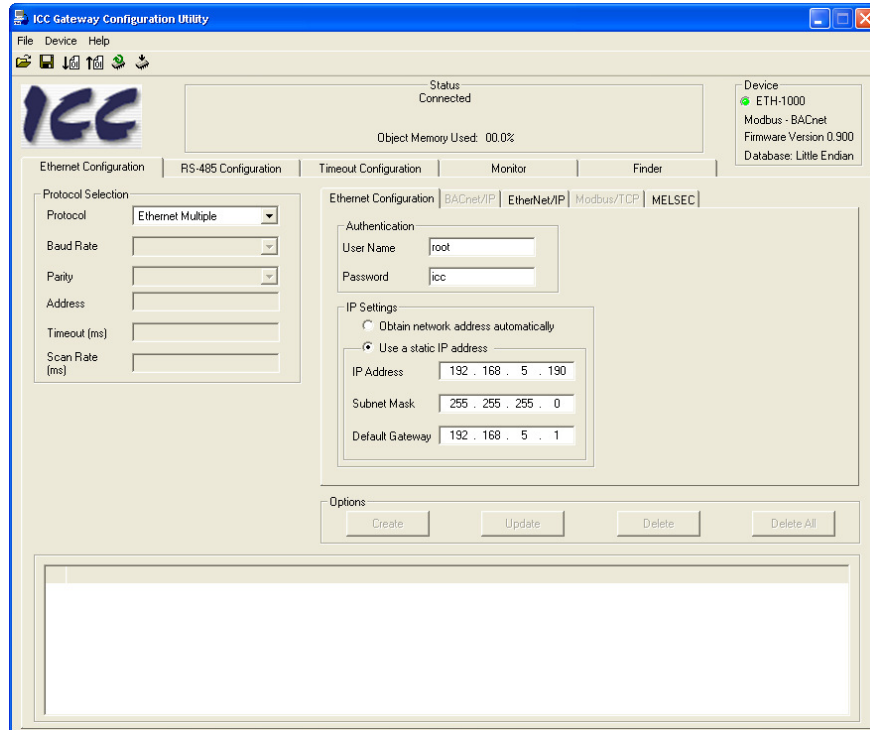 ICC Gateway Configuration Utility
File Device Help
ICC
Status
Connected
Object Memory Used: 00.0%
Device
ETH-1000
Modbus - BACnet
Firmware Version 0.900
Database: Little Endian
Ethernet Configuration RS-485 Configuration Timeout Configuration Monitor Finder
Protocol Selection
Protocol Ethernet Multiple
Baud Rate
Parity
Address
Timeout (ms)
Scan Rate
(ms)
Ethernet Configuration BACnet/IP EtherNet/IP Modbus/TCP MELSEC
Authentication
User Name root
Password icc
IP Settings
Obtain network address automatically
Use a static IP address
IP Address 192 . 168 . 5 . 190
Subnet Mask 255 . 255 . 255 . 0
Default Gateway 192 . 168 . 5 . 1
Options
Create Update Delete Delete All